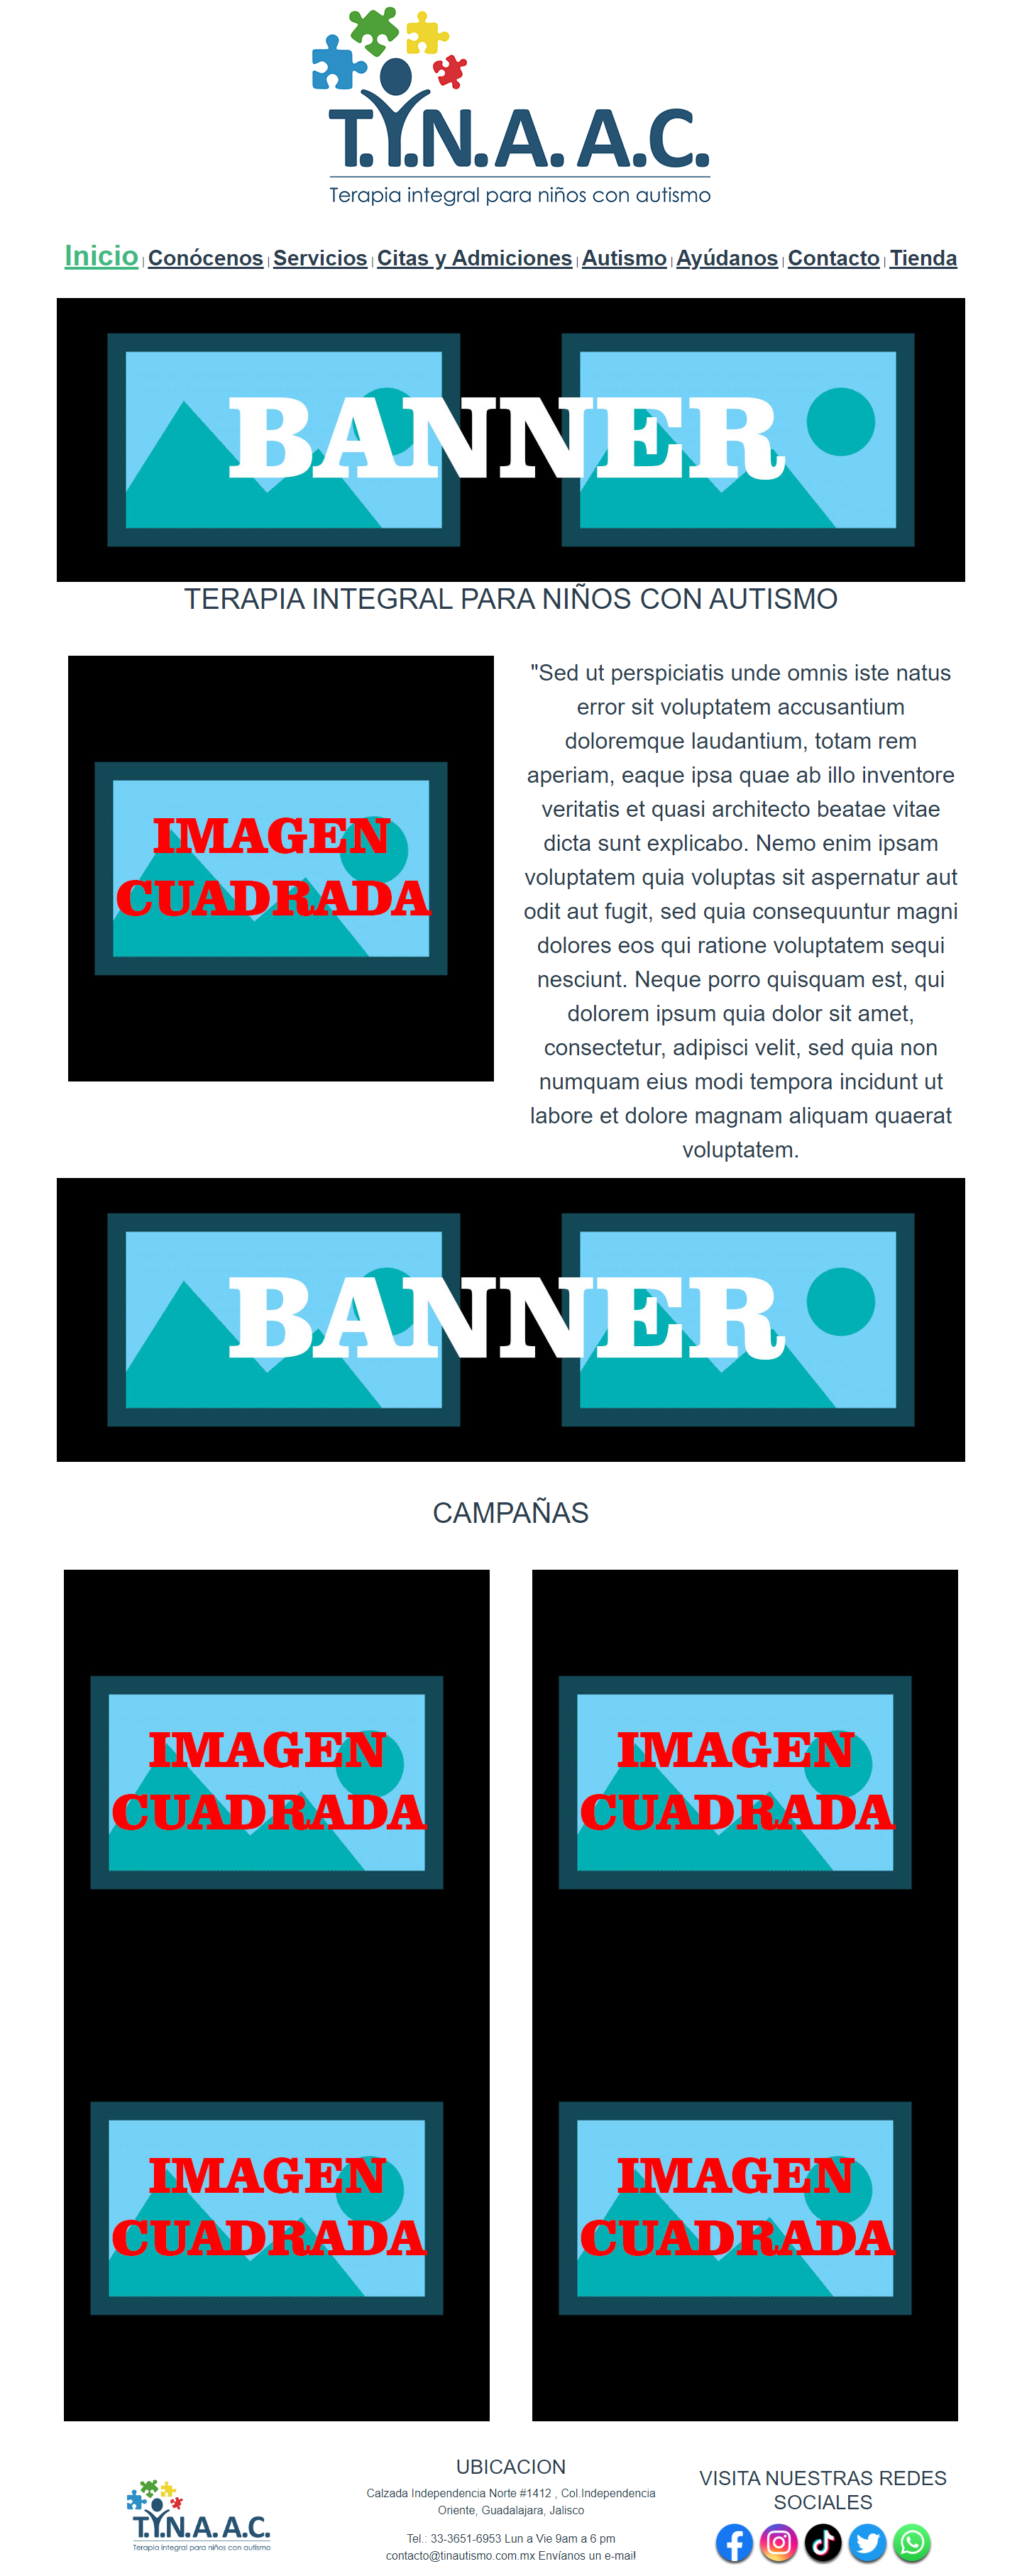 T.Y.N.A. A.C.
Terapia integral para niños con autismo
Inicio | Conócenos | Servicios | Citas y Admiciones | Autismo | Ayúdanos | Contacto | Tienda
BANNER
TERAPIA INTEGRAL PARA NIÑOS CON AUTISMO
IMAGEN
CUADRADA
"Sed ut perspiciatis unde omnis iste natus
error sit voluptatem accusantium
doloremque laudantium, totam rem
aperiam, eaque ipsa quae ab illo inventore
veritatis et quasi architecto beatae vitae
dicta sunt explicabo. Nemo enim ipsam
voluptatem quia voluptas sit aspernatur aut
odit aut fugit, sed quia consequuntur magni
dolores eos qui ratione voluptatem sequi
nesciunt. Neque porro quisquam est, qui
dolorem ipsum quia dolor sit amet,
consectetur, adipisci velit, sed quia non
numquam eius modi tempora incidunt ut
labore et dolore magnam aliquam quaerat
voluptatem.
BANNER
CAMPAÑAS
IMAGEN
CUADRADA
IMAGEN
CUADRADA
IMAGEN
CUADRADA
IMAGEN
CUADRADA
T.Y.N.A. A.C.
Terapia integral para niños con autismo
UBICACION
Calzada Independencia Norte #1412 , Col.Independencia
Oriente, Guadalajara, Jalisco
Tel.: 33-3651-6953 Lun a Vie 9am a 6 pm
contacto@tinautismo.com.mx Envíanos un e-mail
VISITA NUESTRAS REDES
SOCIALES